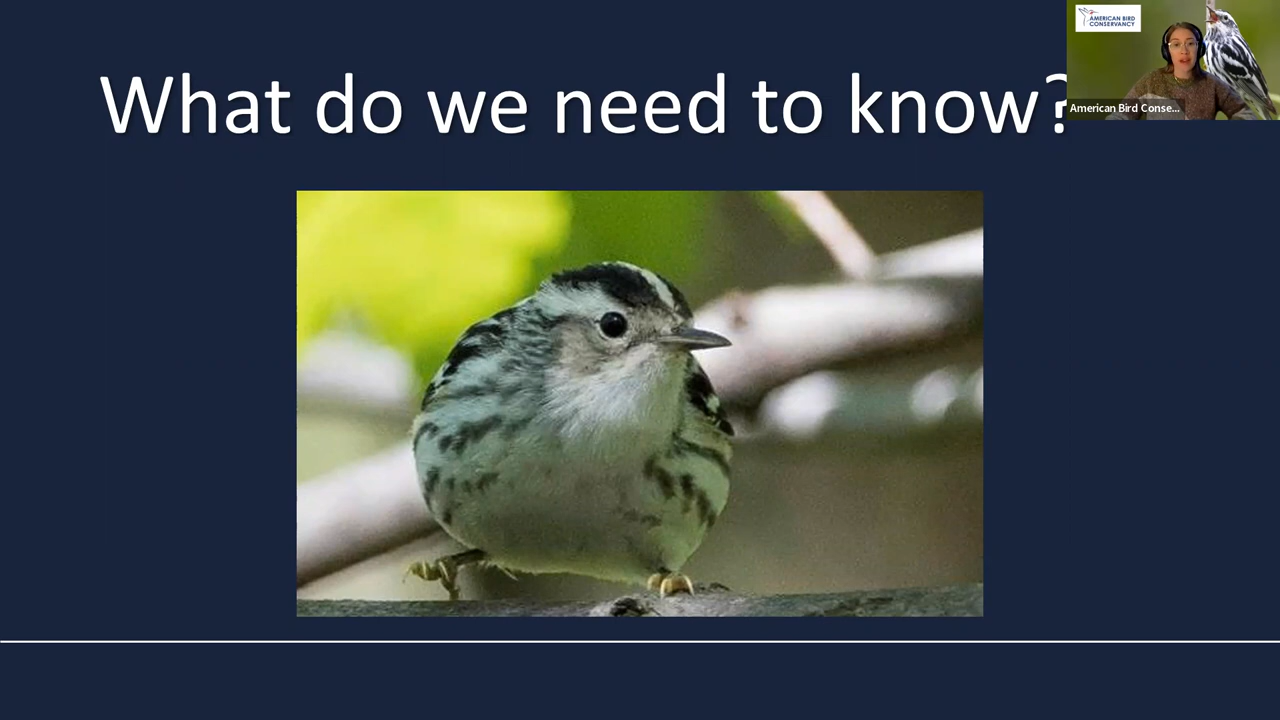 What do we need to know?
AMERICAN BIRD
CONSERVANCY
American Bird Conse...